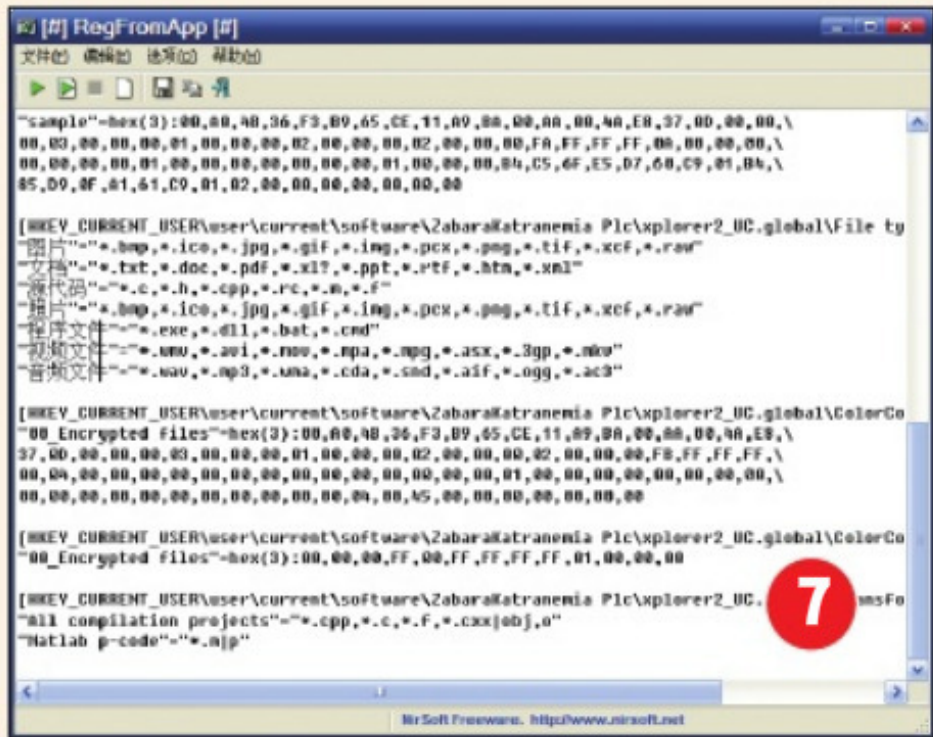 [#] RegFromApp [#]
文件(F) 编辑(E) 选项(O) 帮助(H)
"sample"=hex(3):00,A0,4B,36,F3,B9,65,CE,11,A9,BA,00,AA,00,4A,E8,37,0D,00,00,\
00,03,00,00,00,01,00,00,00,02,00,00,00,02,00,00,00,FA,FF,FF,FF,0A,00,00,00,\
00,00,00,00,01,00,00,00,00,00,00,00,01,00,00,00,B4,C5,6F,E5,D7,60,C9,01,B4,\
85,D9,0F,A1,61,C9,01,02,00,00,00,00,00,00,00
[HKEY_CURRENT_USER\user\current\software\ZabaraKatranemia Plc\xplorer2_UC.global\File ty
"图片"="*.bmp,*.ico,*.jpg,*.gif,*.img,*.pcx,*.png,*.tif,*.xcf,*.raw"
"文档"="*.txt,*.doc,*.pdf,*.xl?,*.ppt,*.rtf,*.htm,*.xml"
"源代码"="*.c,*.h,*.cpp,*.rc,*.m,*.f"
"照片"="*.bmp,*.ico,*.jpg,*.gif,*.img,*.pcx,*.png,*.tif,*.xcf,*.raw"
"程序文件"="*.exe,*.dll,*.bat,*.cmd"
"视频文件"="*.wmv,*.avi,*.mov,*.mpa,*.mpg,*.asx,*.3gp,*.mkv"
"音频文件"="*.wav,*.mp3,*.wma,*.cda,*.snd,*.aif,*.ogg,*.ac3"
[HKEY_CURRENT_USER\user\current\software\ZabaraKatranemia Plc\xplorer2_UC.global\ColorCo
"00_Encrypted files"=hex(3):00,A0,4B,36,F3,B9,65,CE,11,A9,BA,00,AA,00,4A,E8,\
37,0D,00,00,00,03,00,00,00,01,00,00,00,02,00,00,00,02,00,00,00,FB,FF,FF,FF,\
00,04,00,00,00,00,00,00,00,00,00,00,00,00,00,01,00,00,00,00,00,00,00,00,\
00,00,00,00,00,00,00,00,00,00,00,00,04,00,45,00,00,00,00,00,00,00
[HKEY_CURRENT_USER\user\current\software\ZabaraKatranemia Plc\xplorer2_UC.global\ColorCo
"00_Encrypted files"=hex(3):00,00,00,FF,00,FF,FF,FF,FF,01,00,00,00
[HKEY_CURRENT_USER\user\current\software\ZabaraKatranemia Plc\xplorer2_UC. nsFo
"All compilation projects"="*.cpp,*.c,*.f,*.cxx|obj,o"
"Matlab p-code"="*.m|p"
7
NirSoft Freeware. http://www.nirsoft.net